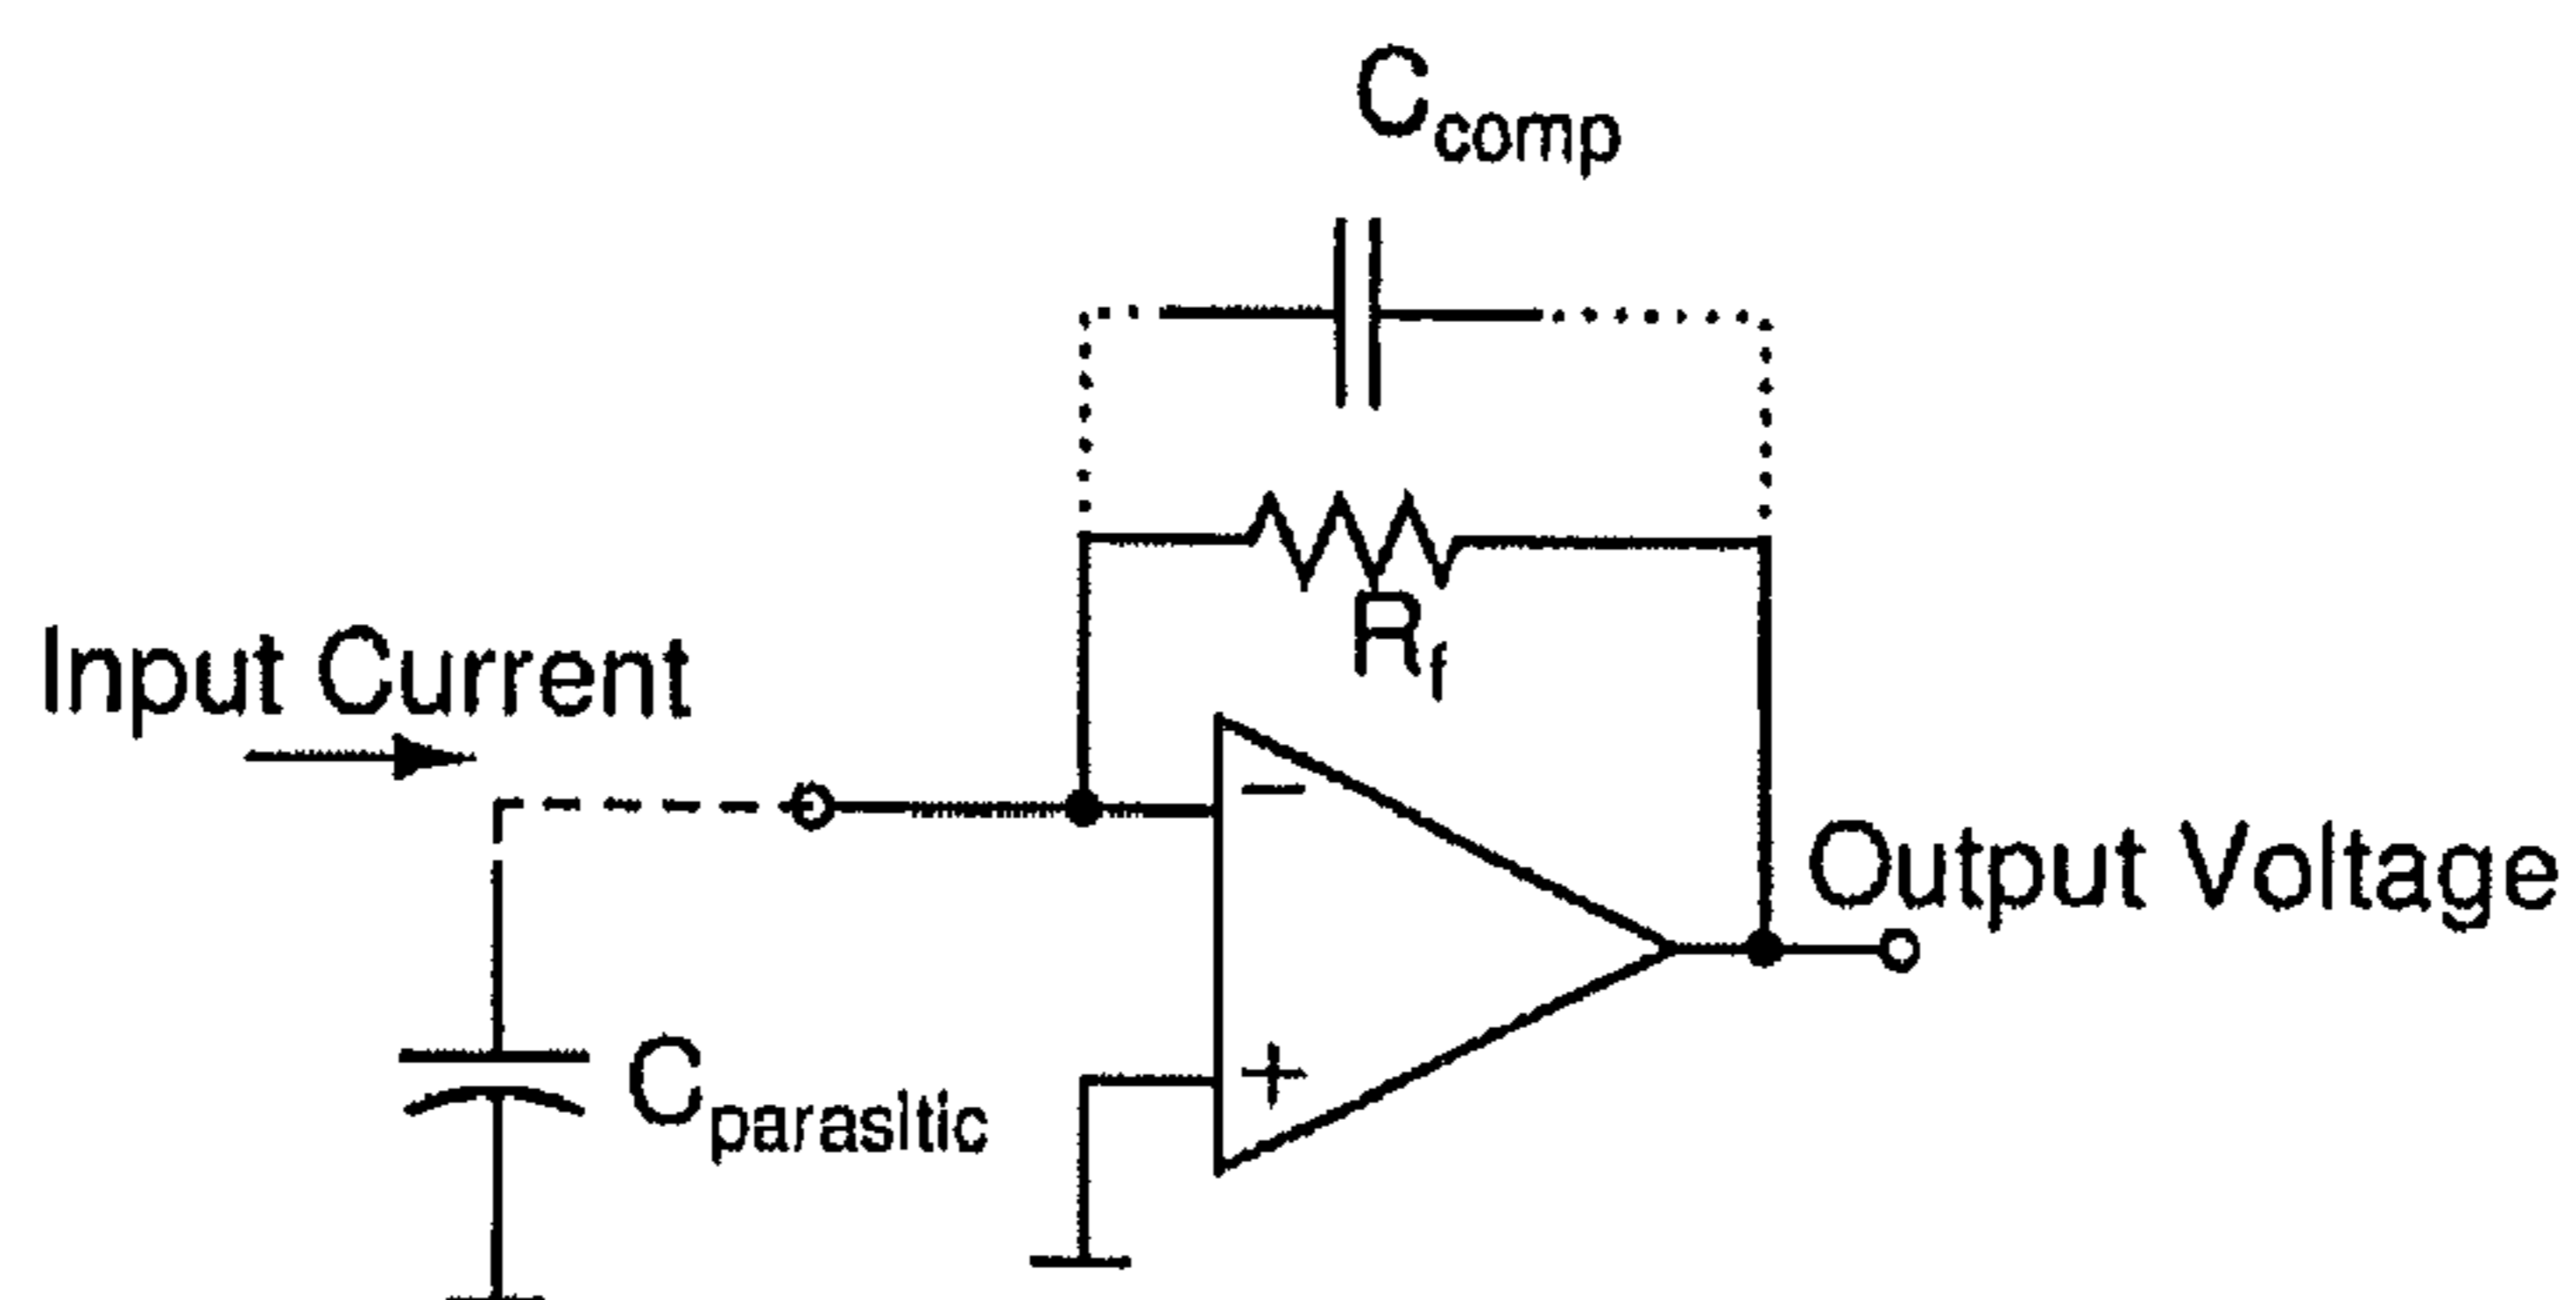 Ccomp
Rf
Input Current
−
Output Voltage
+
Cparasitic